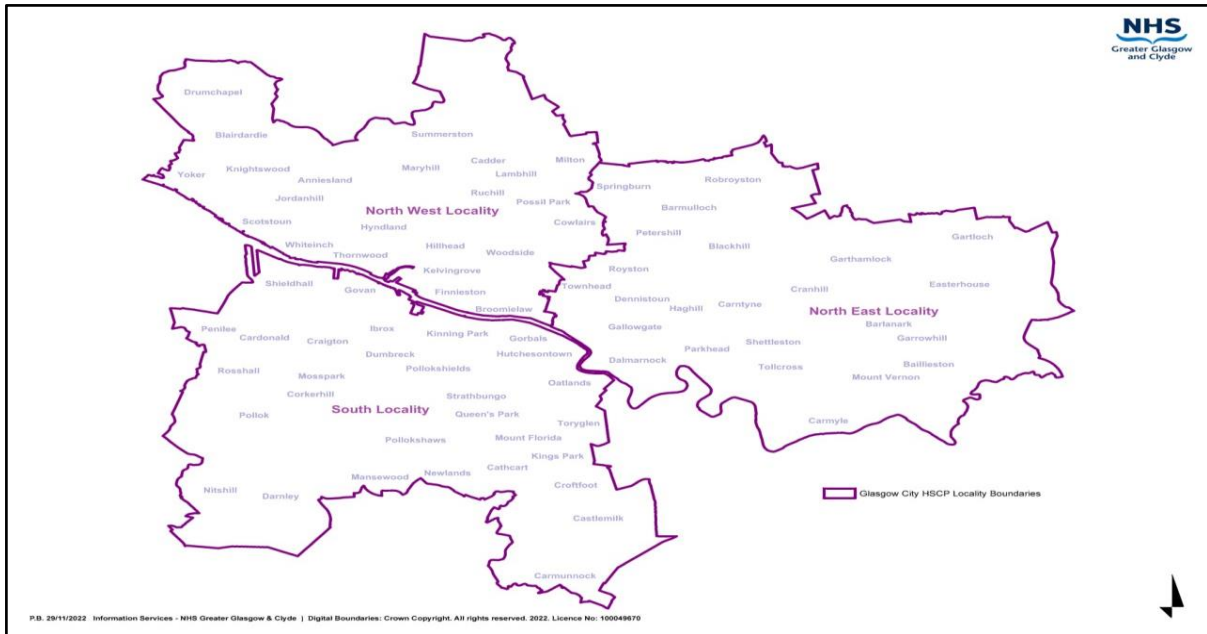 NHS
Greater Glasgow
and Clyde
Drumchapel
Blairdardie
Summerston
Yoker
Knightswood
Anniesland
Maryhill
Cadder
Lambhill
Milton
Jordanhill
Ruchill
Possil Park
North West Locality
Scotstoun
Hyndland
Cowlairs
Whiteinch
Thornwood
Hillhead
Woodside
Kelvingrove
Finnieston
Broomielaw
Springburn
Robroyston
Barmulloch
Petershill
Blackhill
Gartloch
Garthamlock
Royston
Townhead
Cranhill
Easterhouse
Dennistoun
Haghill
Carntyne
North East Locality
Barlanark
Gallowgate
Garrowhill
Parkhead
Shettleston
Dalmarnock
Tollcross
Baillieston
Mount Vernon
Carmyle
Shieldhall
Govan
Penilee
Cardonald
Craigton
Ibrox
Kinning Park
Gorbals
Dumbreck
Hutchesontown
Rosshall
Mosspark
Pollokshields
Oatlands
Corkerhill
Strathbungo
South Locality
Pollok
Queen's Park
Toryglen
Pollokshaws
Mount Florida
Kings Park
Mansewood
Newlands
Cathcart
Nitshill
Darnley
Croftfoot
Castlemilk
Carmunnock
Glasgow City HSCP Locality Boundaries
P.B. 29/11/2022 Information Services - NHS Greater Glasgow & Clyde | Digital Boundaries: Crown Copyright. All rights reserved. 2022. Licence No: 100049670